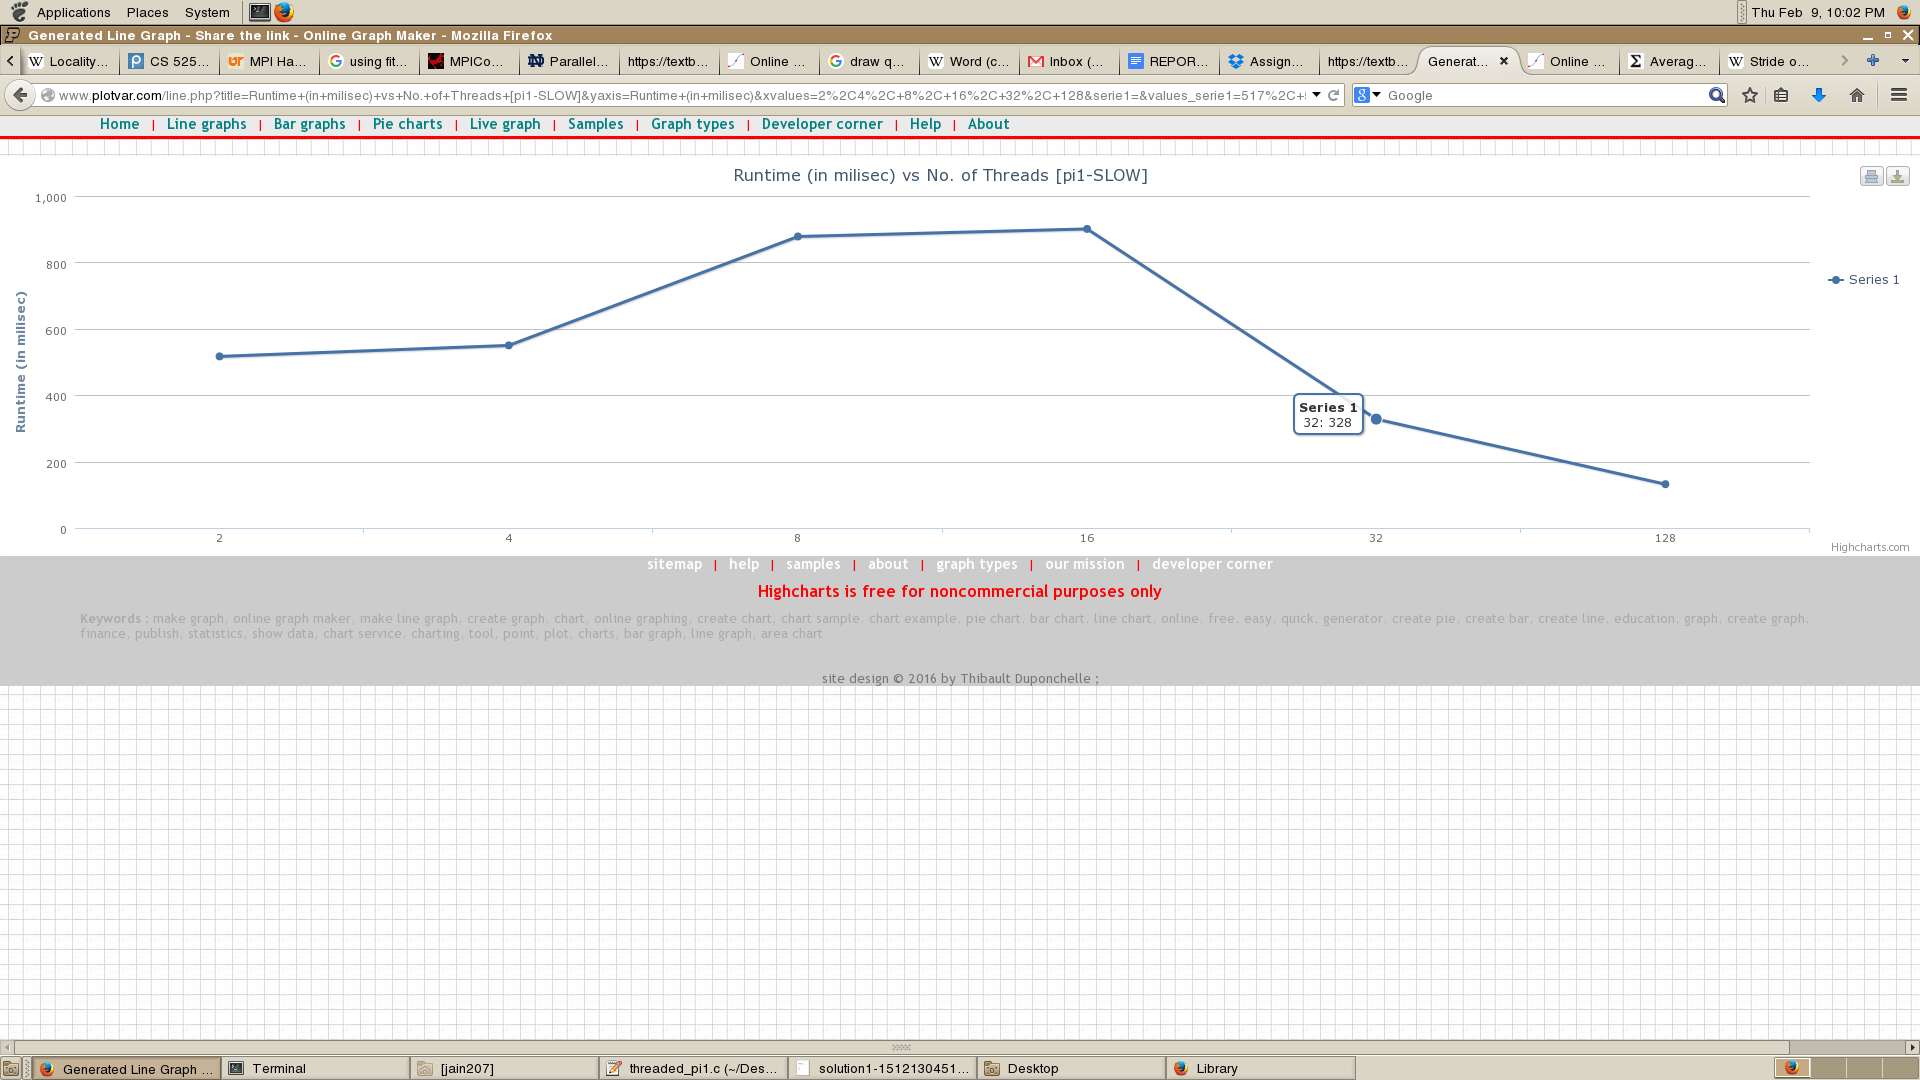 Applications Places System Thu Feb 9, 10:02 PM
Generated Line Graph - Share the link - Online Graph Maker - Mozilla Firefox
Locality... CS 525... MPI Ha... using fit... MPICo... Parallel... https://textb... Online ... draw q... Word (c... Inbox (... REPOR... Assign... https://textb... Generat... Online ... Averag... Stride o...
www.plotvar.com/line.php?title=Runtime+(in+milisec)+vs+No.+of+Threads+[pi1-SLOW]&yaxis=Runtime+(in+milisec)&xvalues=2%2C4%2C+8%2C+16%2C+32%2C+128&serie1=&values_serie1=517%2C+ Google
Home | Line graphs | Bar graphs | Pie charts | Live graph | Samples | Graph types | Developer corner | Help | About
Runtime (in milisec) vs No. of Threads [pi1-SLOW]
Runtime (in milisec)
1,000
800
600
400
200
0
Series 1
32: 328
Series 1
2 4 8 16 32 128
Highcharts.com
sitemap | help | samples | about | graph types | our mission | developer corner
Highcharts is free for noncommercial purposes only
Keywords : make graph, online graph maker, make line graph, create graph, chart, online graphing, create chart, chart sample, chart example, pie chart, bar chart, line chart, online, free, easy, quick, generator, create pie, create bar, create line, education, graph, create graph,
finance, publish, statistics, show data, chart service, charting, tool, point, plot, charts, bar graph, line graph, area chart
site design © 2016 by Thibault Duponchelle ;
Generated Line Graph ... Terminal [jain207] threaded_pi1.c (~/Des... solution1-1512130451... Desktop Library